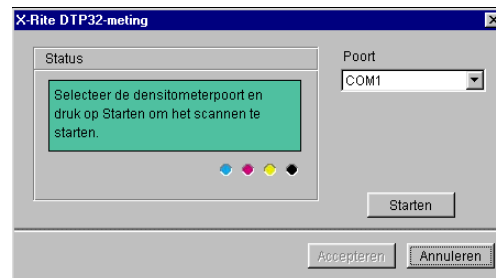 X-Rite DTP32-meting
Status
Selecteer de densitometerpoort en
druk op Starten om het scannen te
starten.
Poort
COM1
Starten
Accepteren
Annuleren